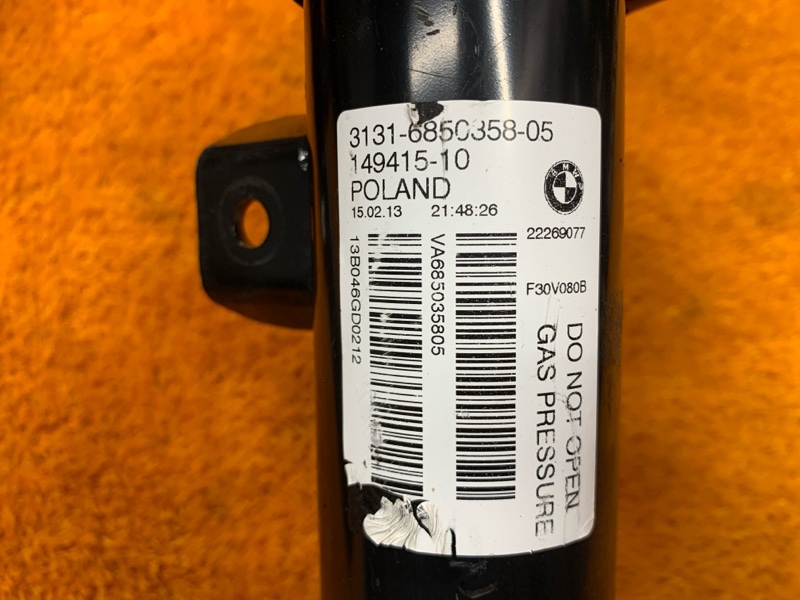 3131-6850358-05
149415-10
POLAND
15.02.13 21:48:26
BMW
22269077
F30V080B
13B046GD0212
VA685035805
DO NOT OPEN
GAS PRESSURE